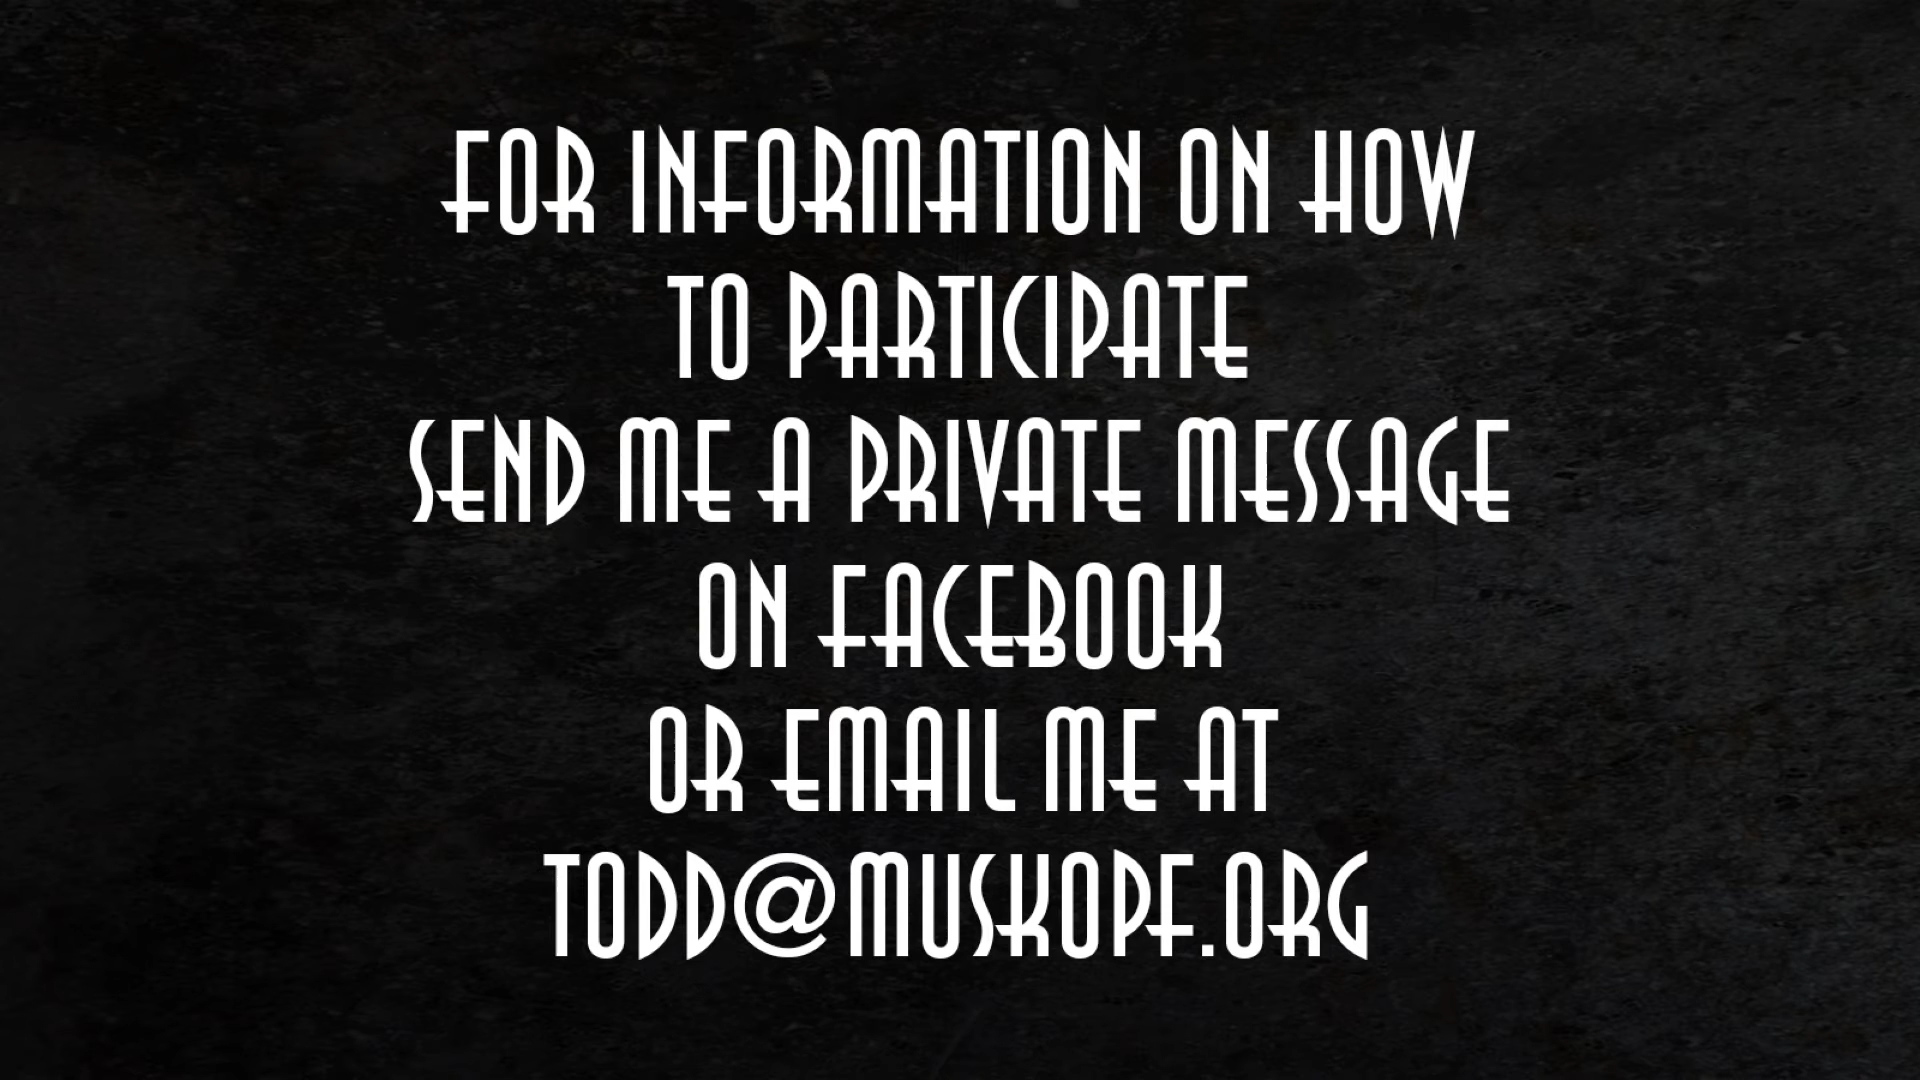 FOR INFORMATION ON HOW
TO PARTICIPATE
SEND ME A PRIVATE MESSAGE
ON FACEBOOK
OR EMAIL ME AT
TODD@MUSKOPF.ORG